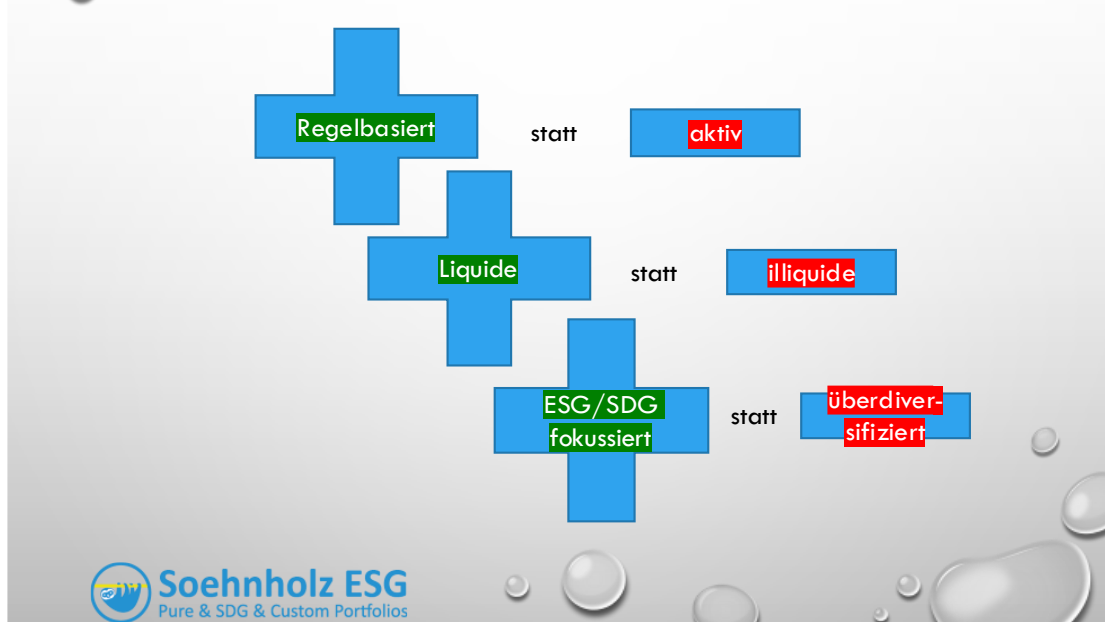 Regelbasiert statt aktiv
Liquide statt illiquide
ESG/SDG
fokussiert
statt
überdiver-
sifiziert
Soehnholz ESG
Pure & SDG & Custom Portfolios